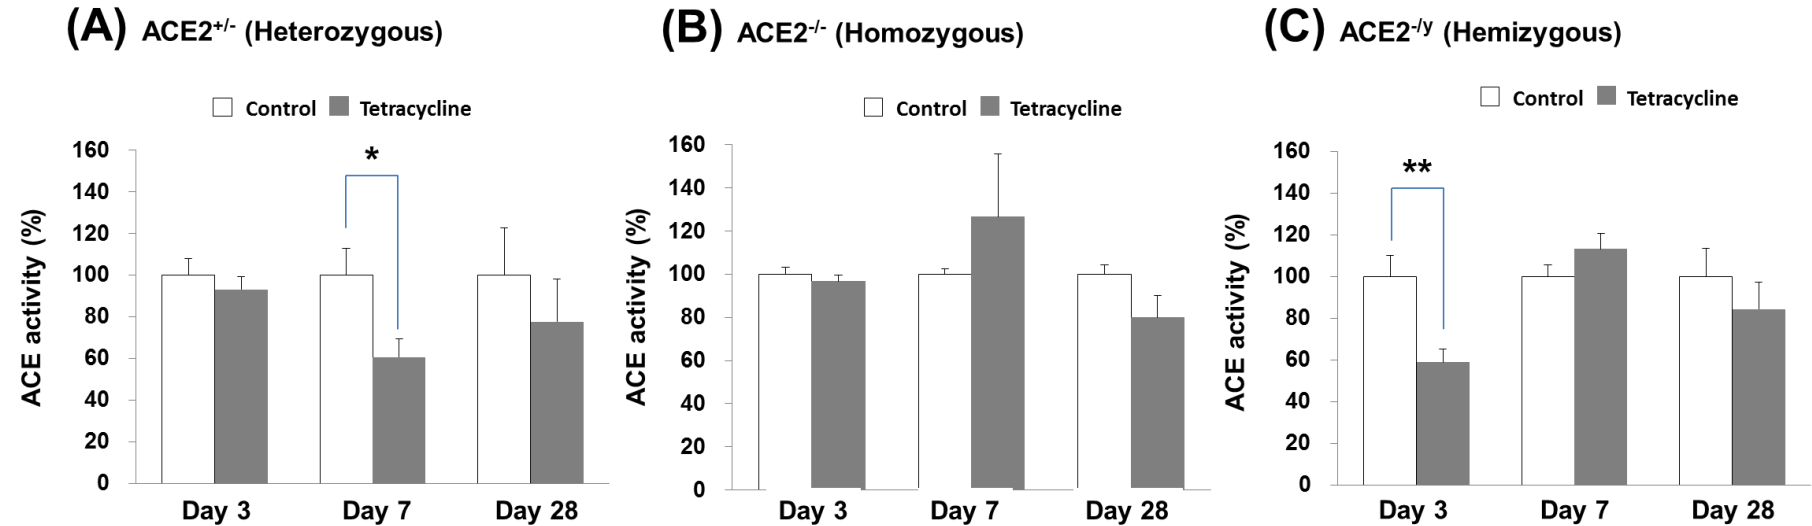 (A) ACE2+/- (Heterozygous)
Control Tetracycline
*
ACE activity (%)
160
140
120
100
80
60
40
20
0
Day 3 Day 7 Day 28
(B) ACE2-/- (Homozygous)
Control Tetracycline
ACE activity (%)
160
140
120
100
80
60
40
20
0
Day 3 Day 7 Day 28
(C) ACE2-/y (Hemizygous)
Control Tetracycline
**
ACE activity (%)
160
140
120
100
80
60
40
20
0
Day 3 Day 7 Day 28